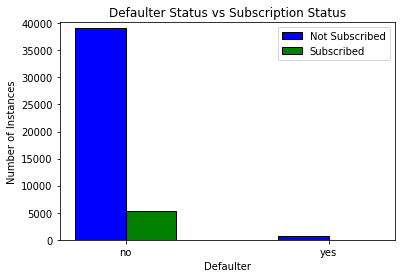 Defaulter Status vs Subscription Status
Not Subscribed
Subscribed
Number of Instances
40000
35000
30000
25000
20000
15000
10000
5000
0
no
yes
Defaulter